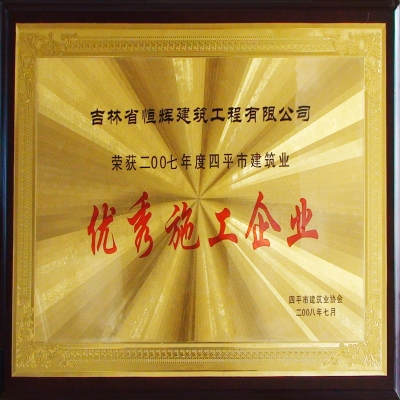 吉林省恒辉建筑工程有限公司
荣获二00七年度四平市建筑业
优秀施工企业
四平市建筑业协会
二00八年七月